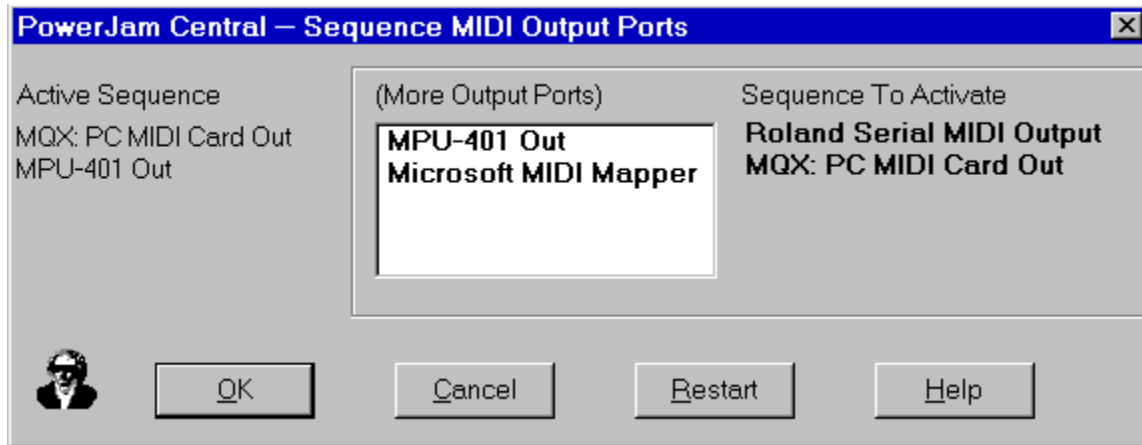 PowerJam Central — Sequence MIDI Output Ports
Active Sequence
MQX: PC MIDI Card Out
MPU-401 Out
(More Output Ports)
MPU-401 Out
Microsoft MIDI Mapper
Sequence To Activate
Roland Serial MIDI Output
MQX: PC MIDI Card Out
OK
Cancel
Restart
Help